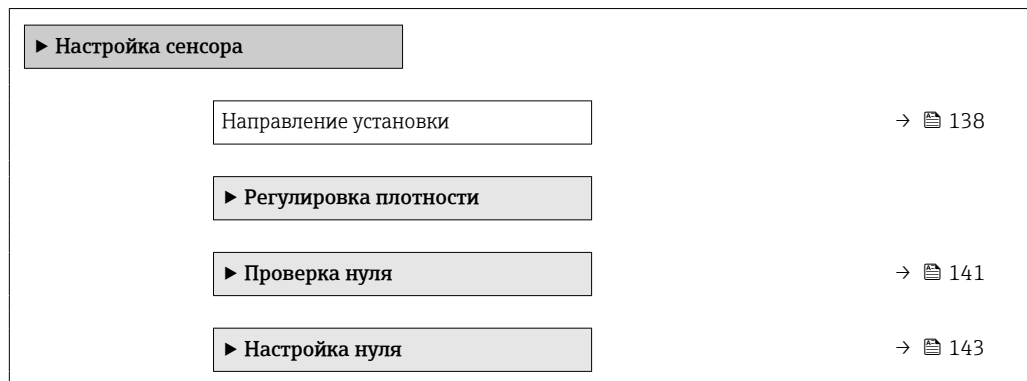 ▶ Настройка сенсора
Направление установки → 138
▶ Регулировка плотности
▶ Проверка нуля → 141
▶ Настройка нуля → 143